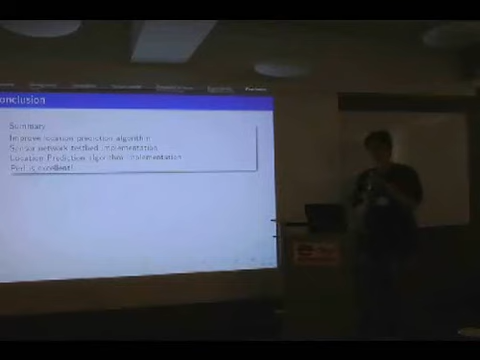 onclusion
Summary
Improve location prediction algorithm
Sensor network testbed implementation
Location Prediction algorithm implementation
Perl is excellent!